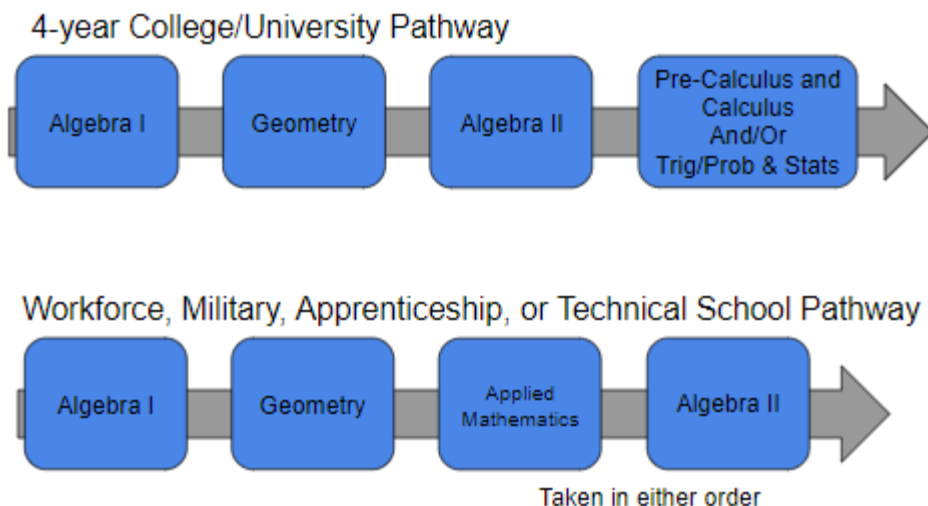 4-year College/University Pathway
Algebra I
Geometry
Algebra II
Pre-Calculus and
Calculus
And/Or
Trig/Prob & Stats
Workforce, Military, Apprenticeship, or Technical School Pathway
Algebra I
Geometry
Applied
Mathematics
Algebra II
Taken in either order